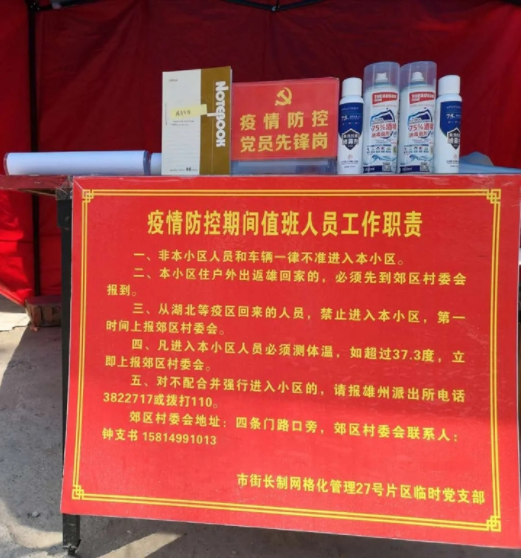 NOTEBOOK
疫情防控
党员先锋岗
75%酒精
75%酒精
疫情防控期间值班人员工作职责
一、非本小区人员和车辆一律不准进入本小区。
二、本小区住户外出返雄回家的，必须先到郊区村委会
报到。
三、从湖北等疫区回来的人员，禁止进入本小区，第一
时间上报郊区村委会。
四、凡进入本小区人员必须测体温，如超过37.3度，立
即上报郊区村委会。
五、对不配合并强行进入小区的，请报雄州派出所电话
3822717或拨打110。
郊区村委会地址：四条门路口旁，郊区村委会联系人：
钟支书 15814991013
市街长制网格化管理27号片区临时党支部